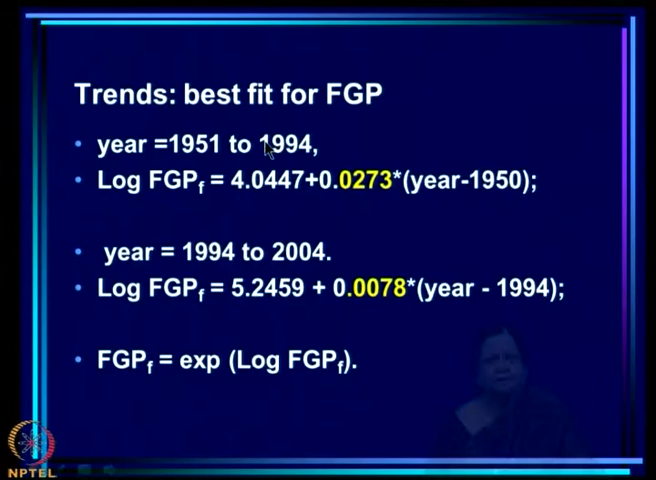 Trends: best fit for FGP
• year =1951 to 1994,
• Log FGPf = 4.0447+0.0273*(year-1950);
• year = 1994 to 2004.
• Log FGPf = 5.2459 + 0.0078*(year - 1994);
• FGPf = exp (Log FGPf).
NPTEL